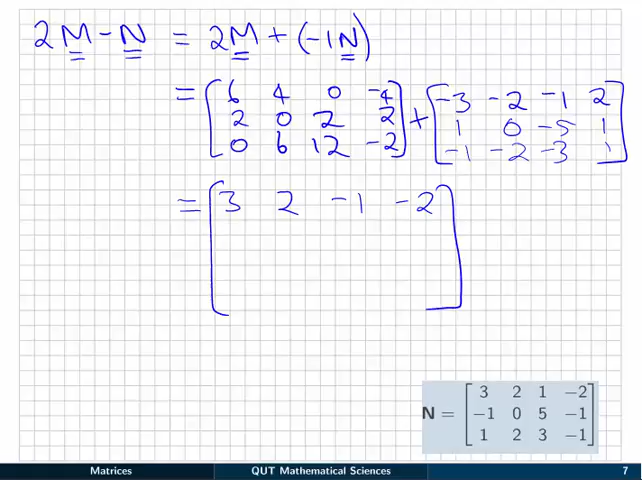 2M - N = 2M + (-1N)
= [6 4 0 -4] + [-3 -2 -1 2]
[2 0 2 2] [1 0 -5 1]
[0 6 12 -2] [-1 -2 -3 1]
= [3 2 -1 -2]
N = [3 2 1 −2]
[−1 0 5 −1]
[1 2 3 −1]
Matrices QUT Mathematical Sciences 7